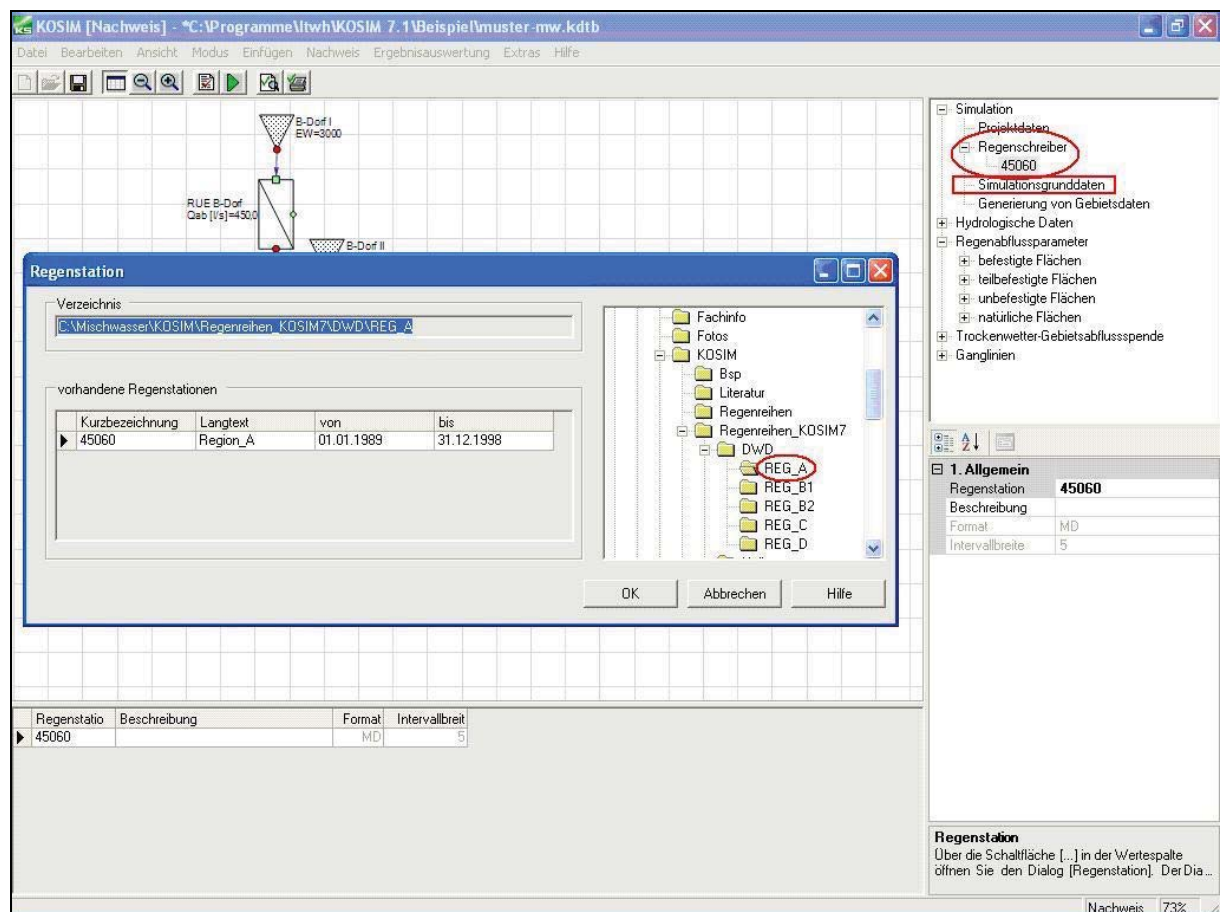 KOSIM [Nachweis] - *C:\Programme\Itwh\KOSIM 7.1\Beispiel\muster-mw.kdtb
Datei Bearbeiten Ansicht Modus Einfügen Nachweis Ergebnisauswertung Extras Hilfe
B-Dorf I
EW=3000
RUE B-Dorf
Qab [l/s]=450,0
B-Dorf II
Simulation
Projektdaten
Regenschreiber
45060
Simulationsgrunddaten
Generierung von Gebietsdaten
Hydrologische Daten
Regenabflussparameter
befestigte Flächen
teilbefestigte Flächen
unbefestigte Flächen
natürliche Flächen
Trockenwetter-Gebietsabflussspende
Ganglinien
Regenstation
Verzeichnis
C:\Mischwasser\KOSIM\Regenreihen_KOSIM7\DWD\REG_A
vorhandene Regenstationen
Kurzbezeichnung Langtext von bis
45060 Region_A 01.01.1989 31.12.1998
Fachinfo
Fotos
KOSIM
Bsp
Literatur
Regenreihen
Regenreihen_KOSIM7
DWD
REG_A
REG_B1
REG_B2
REG_C
REG_D
OK Abbrechen Hilfe
1. Allgemein
Regenstation 45060
Beschreibung
Format MD
Intervallbreite 5
Regenstatio Beschreibung Format Intervallbreit
45060 MD 5
Regenstation
Über die Schaltfläche [...] in der Wertespalte
öffnen Sie den Dialog [Regenstation]. Der Dia...
Nachweis 73%